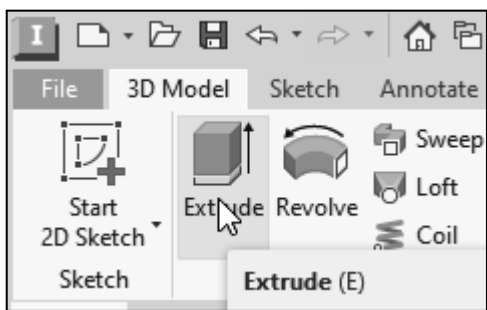 I
File 3D Model Sketch Annotate
Start
2D Sketch
Extrude
Revolve
Sweep
Loft
Coil
Sketch
Extrude (E)